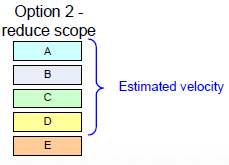 Option 2 -
reduce scope
A
B
C
D
E
Estimated velocity